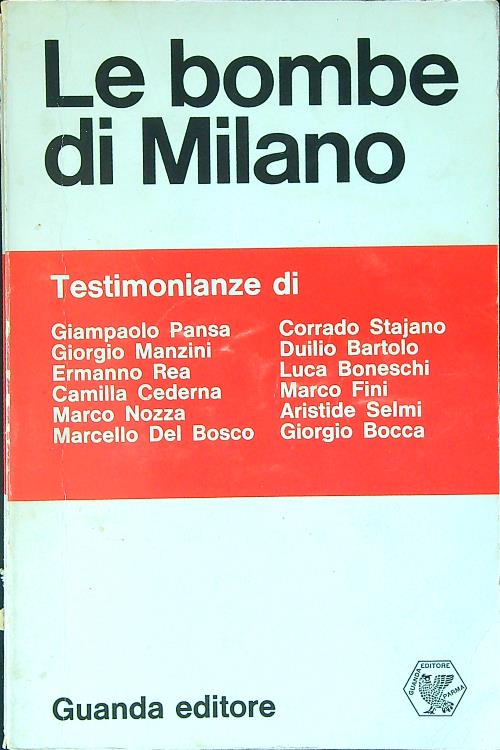 Le bombe
di Milano
Testimonianze di
Giampaolo Pansa
Giorgio Manzini
Ermanno Rea
Camilla Cederna
Marco Nozza
Marcello Del Bosco
Corrado Stajano
Duilio Bartolo
Luca Boneschi
Marco Fini
Aristide Selmi
Giorgio Bocca
Guanda editore
GUANDA EDITORE PARMA